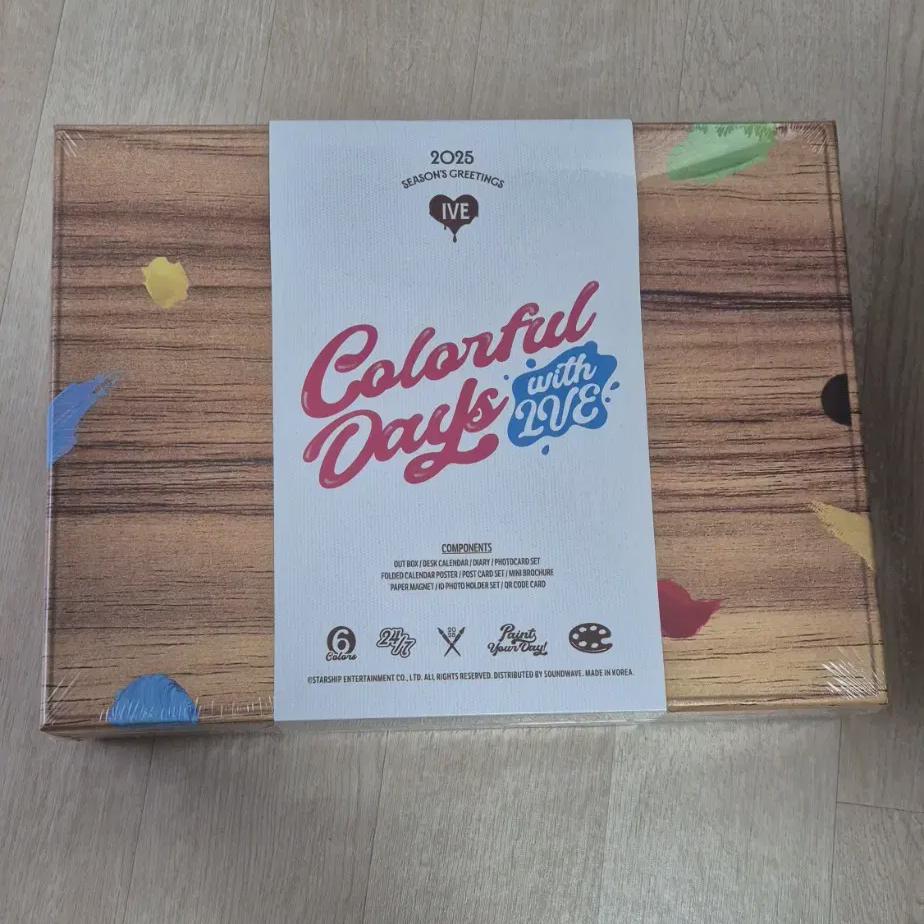 2025
SEASON'S GREETINGS
IVE
Colorful
Days with
IVE
COMPONENTS
OUT BOX / DESK CALENDAR / DIARY / PHOTOCARD SET
FOLDED CALENDAR POSTER / POST CARD SET / MINI BROCHURE
PAPER MAGNET / ID PHOTO HOLDER SET / QR CODE CARD
6
Colors
24/7
2025
Paint
Your Day!
©STARSHIP ENTERTAINMENT CO., LTD. ALL RIGHTS RESERVED. DISTRIBUTED BY SOUNDWAVE. MADE IN KOREA.